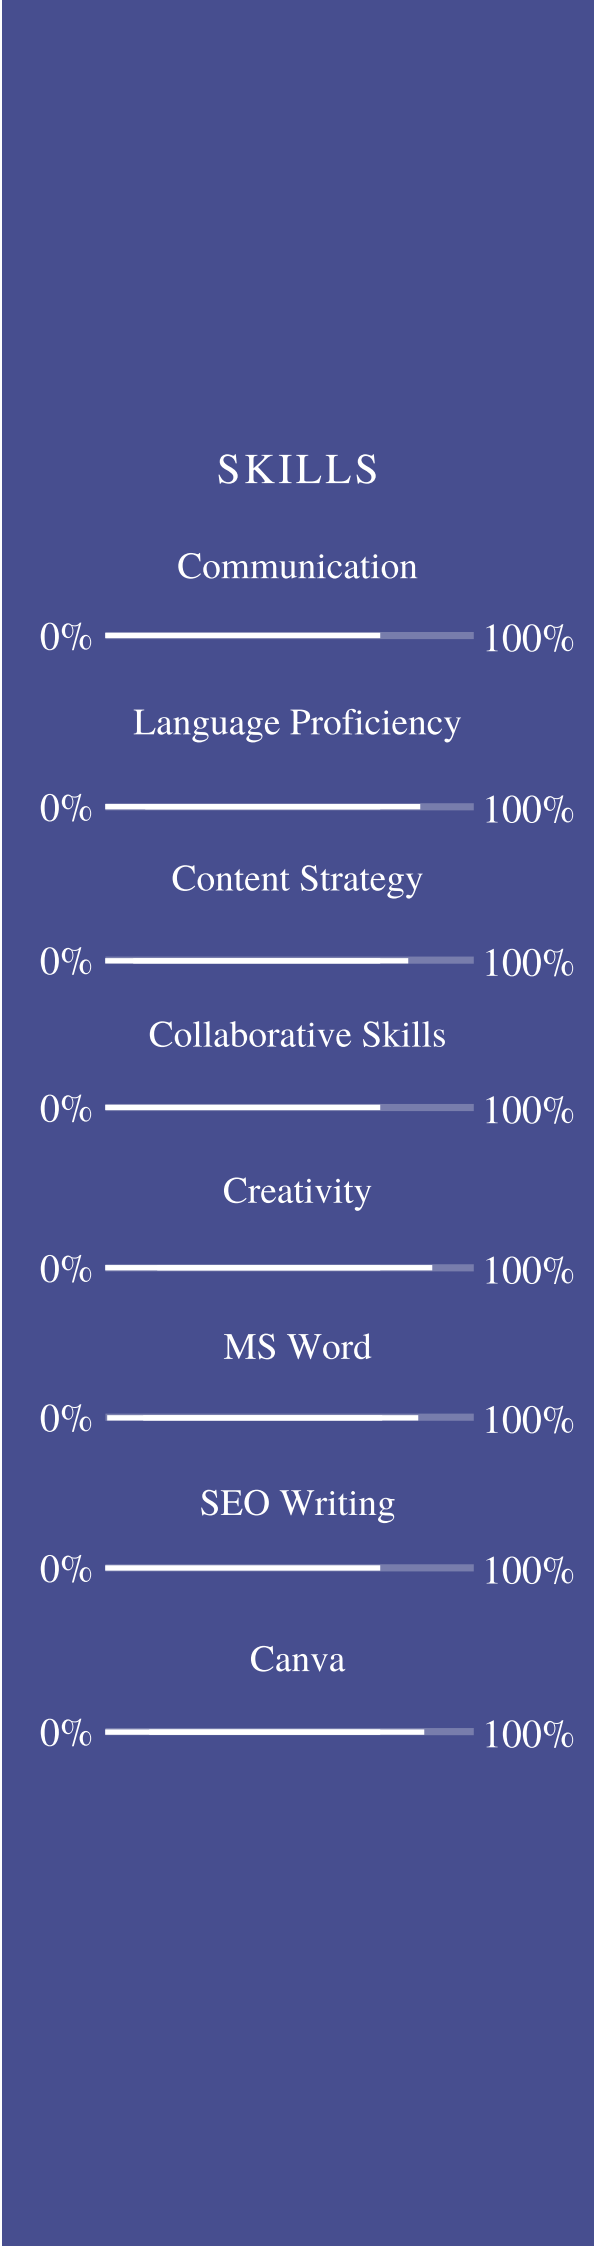 SKILLS
Communication
0% 100%
Language Proficiency
0% 100%
Content Strategy
0% 100%
Collaborative Skills
0% 100%
Creativity
0% 100%
MS Word
0% 100%
SEO Writing
0% 100%
Canva
0% 100%